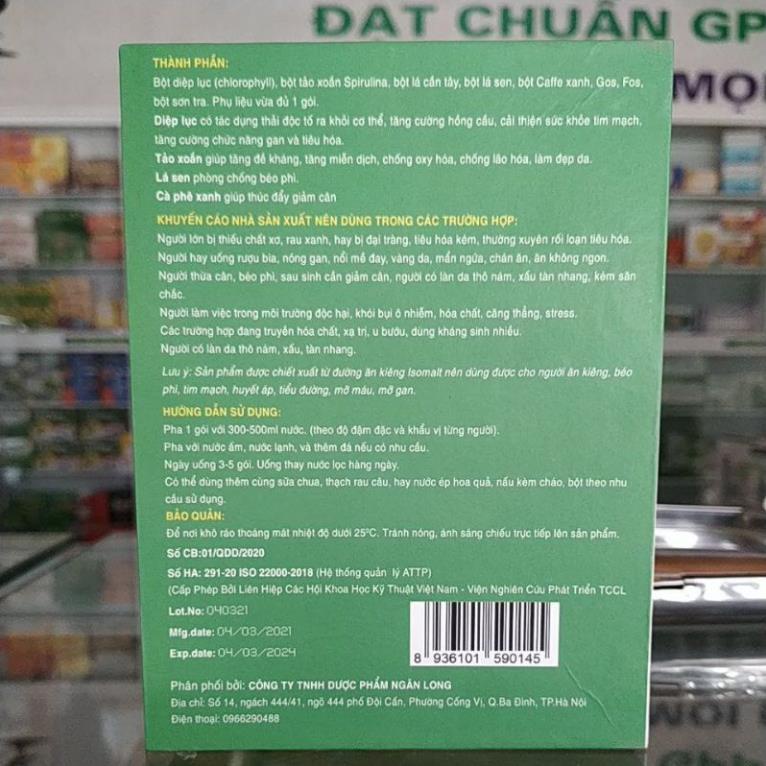 ĐẠT CHUẨN GP
MỌI
THÀNH PHẦN:
Bột diệp lục (chlorophyll), bột tảo xoắn Spirulina, bột lá cần tây, bột lá sen, bột Caffe xanh, Gos, Fos,
bột sơn tra. Phụ liệu vừa đủ 1 gói.
Diệp lục có tác dụng thải độc tố ra khỏi cơ thể, tăng cường hồng cầu, cải thiện sức khỏe tim mạch,
tăng cường chức năng gan và tiêu hóa.
Tảo xoắn giúp tăng đề kháng, tăng miễn dịch, chống oxy hóa, chống lão hóa, làm đẹp da.
Lá sen phòng chống béo phì.
Cà phê xanh giúp thúc đẩy giảm cân
KHUYẾN CÁO NHÀ SẢN XUẤT NÊN DÙNG TRONG CÁC TRƯỜNG HỢP:
Người lớn bị thiếu chất xơ, rau xanh, hay bị đại tràng, tiêu hóa kém, thường xuyên rối loạn tiêu hóa.
Người hay uống rượu bia, nóng gan, nổi mề đay, vàng da, mẩn ngứa, chán ăn, ăn không ngon.
Người thừa cân, béo phì, sau sinh cần giảm cân, người có làn da thô nám, xấu tàn nhang, kém săn
chắc.
Người làm việc trong môi trường độc hại, khói bụi ô nhiễm, hóa chất, căng thẳng, stress.
Các trường hợp đang truyền hóa chất, xạ trị, u bướu, dùng kháng sinh nhiều.
Người có làn da thô nám, xấu, tàn nhang.
Lưu ý: Sản phẩm được chiết xuất từ đường ăn kiêng Isomalt nên dùng được cho người ăn kiêng, béo
phì, tim mạch, huyết áp, tiểu đường, mỡ máu, mỡ gan.
HƯỚNG DẪN SỬ DỤNG:
Pha 1 gói với 300-500ml nước. (theo độ đậm đặc và khẩu vị từng người).
Pha với nước ấm, nước lạnh, và thêm đá nếu có nhu cầu.
Ngày uống 3-5 gói. Uống thay nước lọc hàng ngày.
Có thể dùng thêm cùng sữa chua, thạch rau câu, hay nước ép hoa quả, nấu kèm cháo, bột theo nhu
cầu sử dụng.
BẢO QUẢN:
Để nơi khô ráo thoáng mát nhiệt độ dưới 25ºC. Tránh nóng, ánh sáng chiếu trực tiếp lên sản phẩm.
Số CB:01/QDD/2020
Số HA: 291-20 ISO 22000-2018 (Hệ thống quản lý ATTP)
(Cấp Phép Bởi Liên Hiệp Các Hội Khoa Học Kỹ Thuật Việt Nam - Viện Nghiên Cứu Phát Triển TCCL
Lot.No: 040321
Mfg.date: 04/03/2021
Exp.date: 04/03/2024
8 936101 590145
Phân phối bởi: CÔNG TY TNHH DƯỢC PHẨM NGÂN LONG
Địa chỉ: Số 14, ngách 444/41, ngõ 444 phố Đội Cấn, Phường Cống Vị, Q.Ba Đình, TP.Hà Nội
Điện thoại: 0966290488